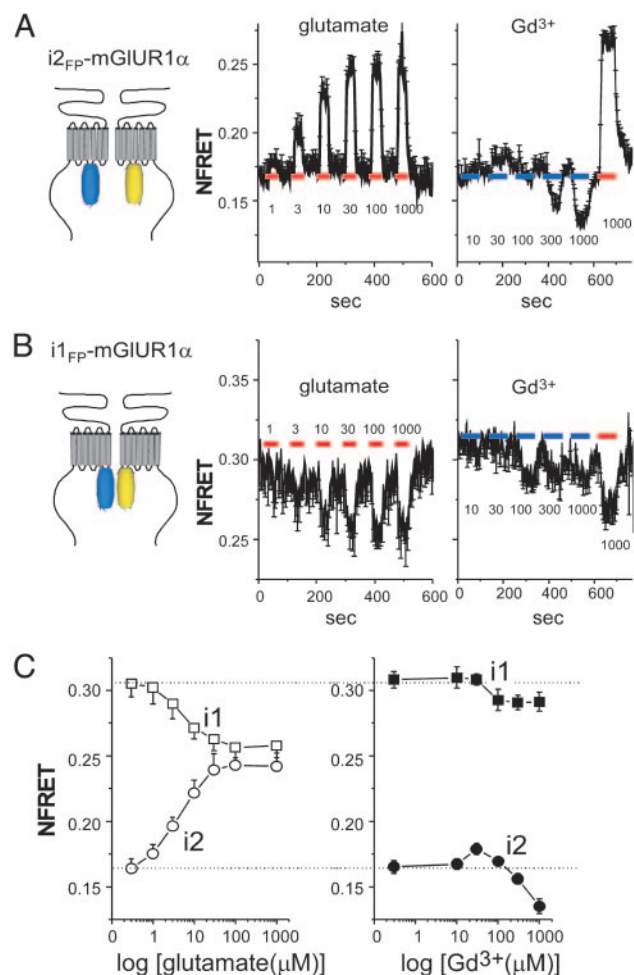 A
i2FP-mGlUR1α
glutamate
Gd3+
NFRET
0.25
0.20
0.15
1 3 10 30 100 1000
10 30 100 300 1000 1000
0 200 400 600
0 200 400 600
sec
sec
B
i1FP-mGlUR1α
glutamate
Gd3+
NFRET
0.35
0.30
0.25
1 3 10 30 100 1000
10 30 100 300 1000 1000
0 200 400 600
0 200 400 600
sec
sec
C
NFRET
0.30
0.25
0.20
0.15
i1
i2
i1
i2
1 10 100 1000
1 10 100 1000
log [glutamate(μM)]
log [Gd3+(μM)]